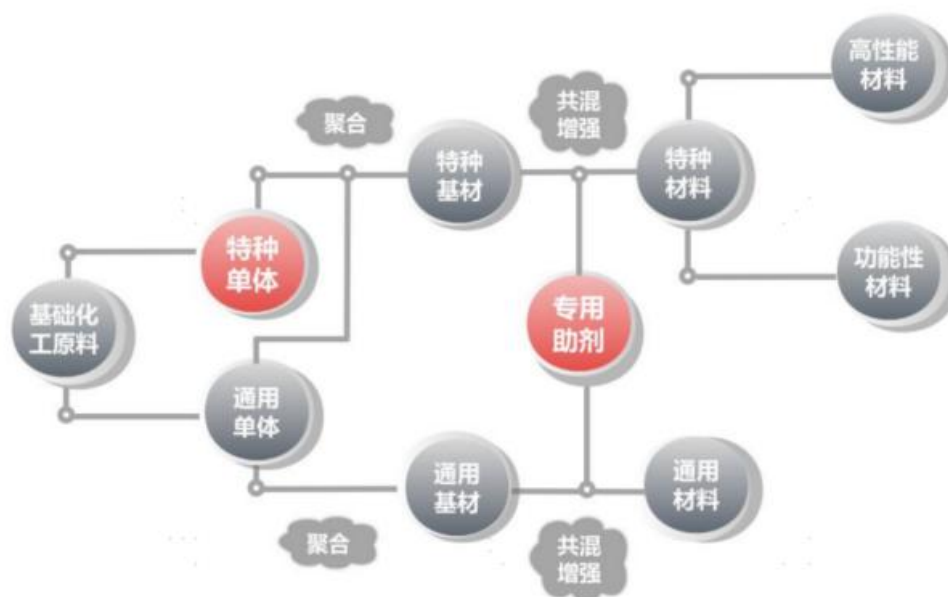 高性能
材料
聚合
共混
增强
特种
基材
特种
材料
特种
单体
功能性
材料
基础化
工原料
专用
助剂
通用
单体
通用
基材
通用
材料
聚合
共混
增强